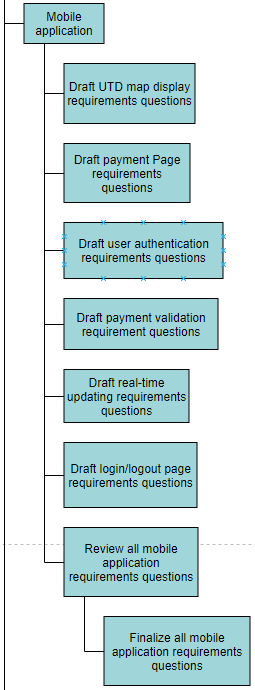 Mobile
application
Draft UTD map display
requirements questions
Draft payment Page
requirements
questions
Draft user authentication
requirements questions
Draft payment validation
requirement questions
Draft real-time
updating requirements
questions
Draft login/logout page
requirements questions
Review all mobile
application
requirements questions
Finalize all mobile
application requirements
questions